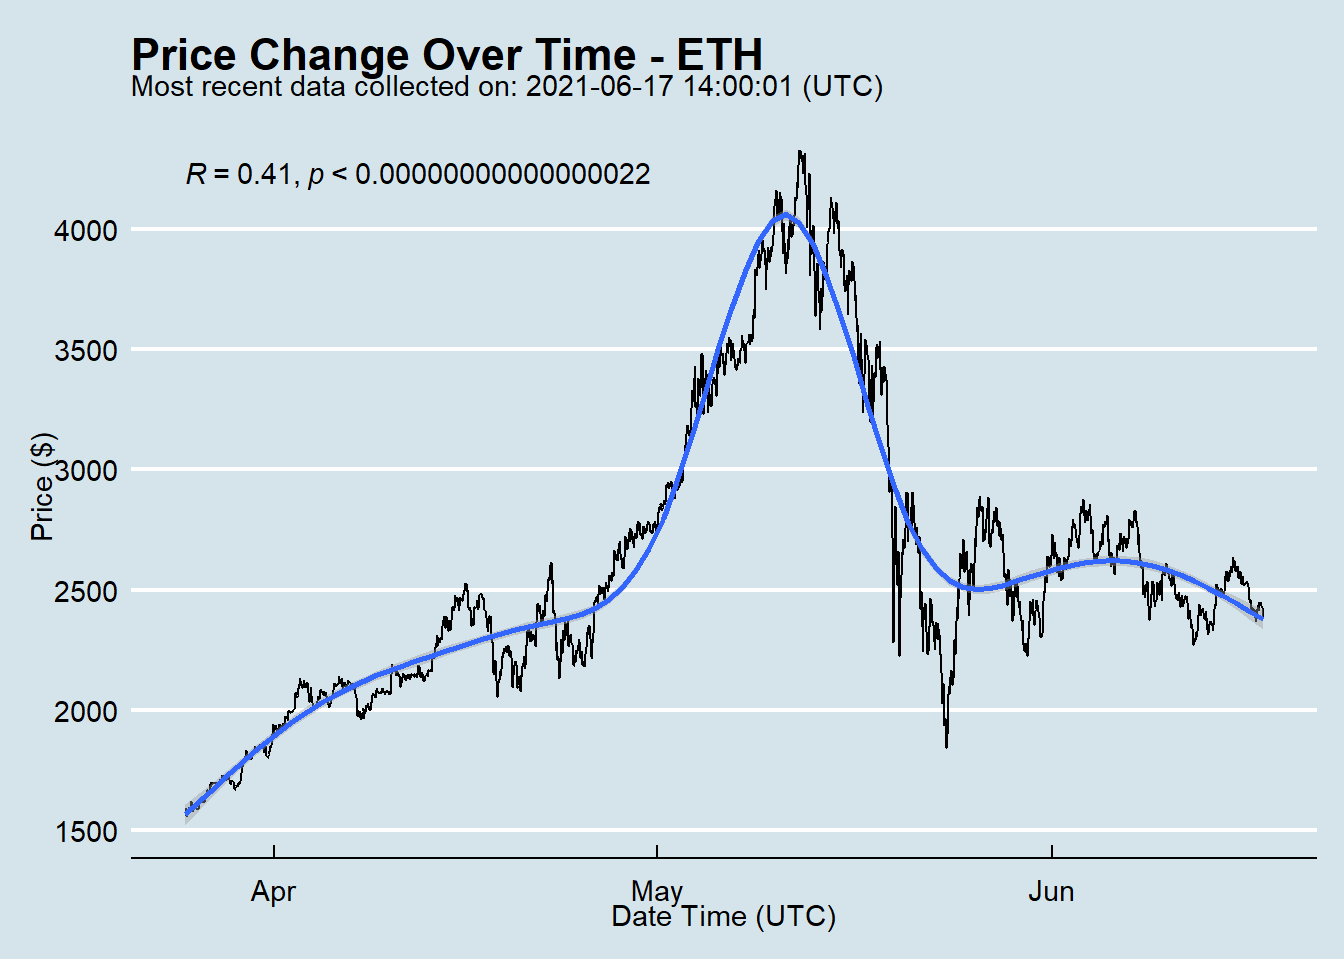 Price Change Over Time - ETH
Most recent data collected on: 2021-06-17 14:00:01 (UTC)
R = 0.41, p < 0.00000000000000022
4000
3500
3000
2500
2000
1500
Price ($)
Apr
May
Jun
Date Time (UTC)